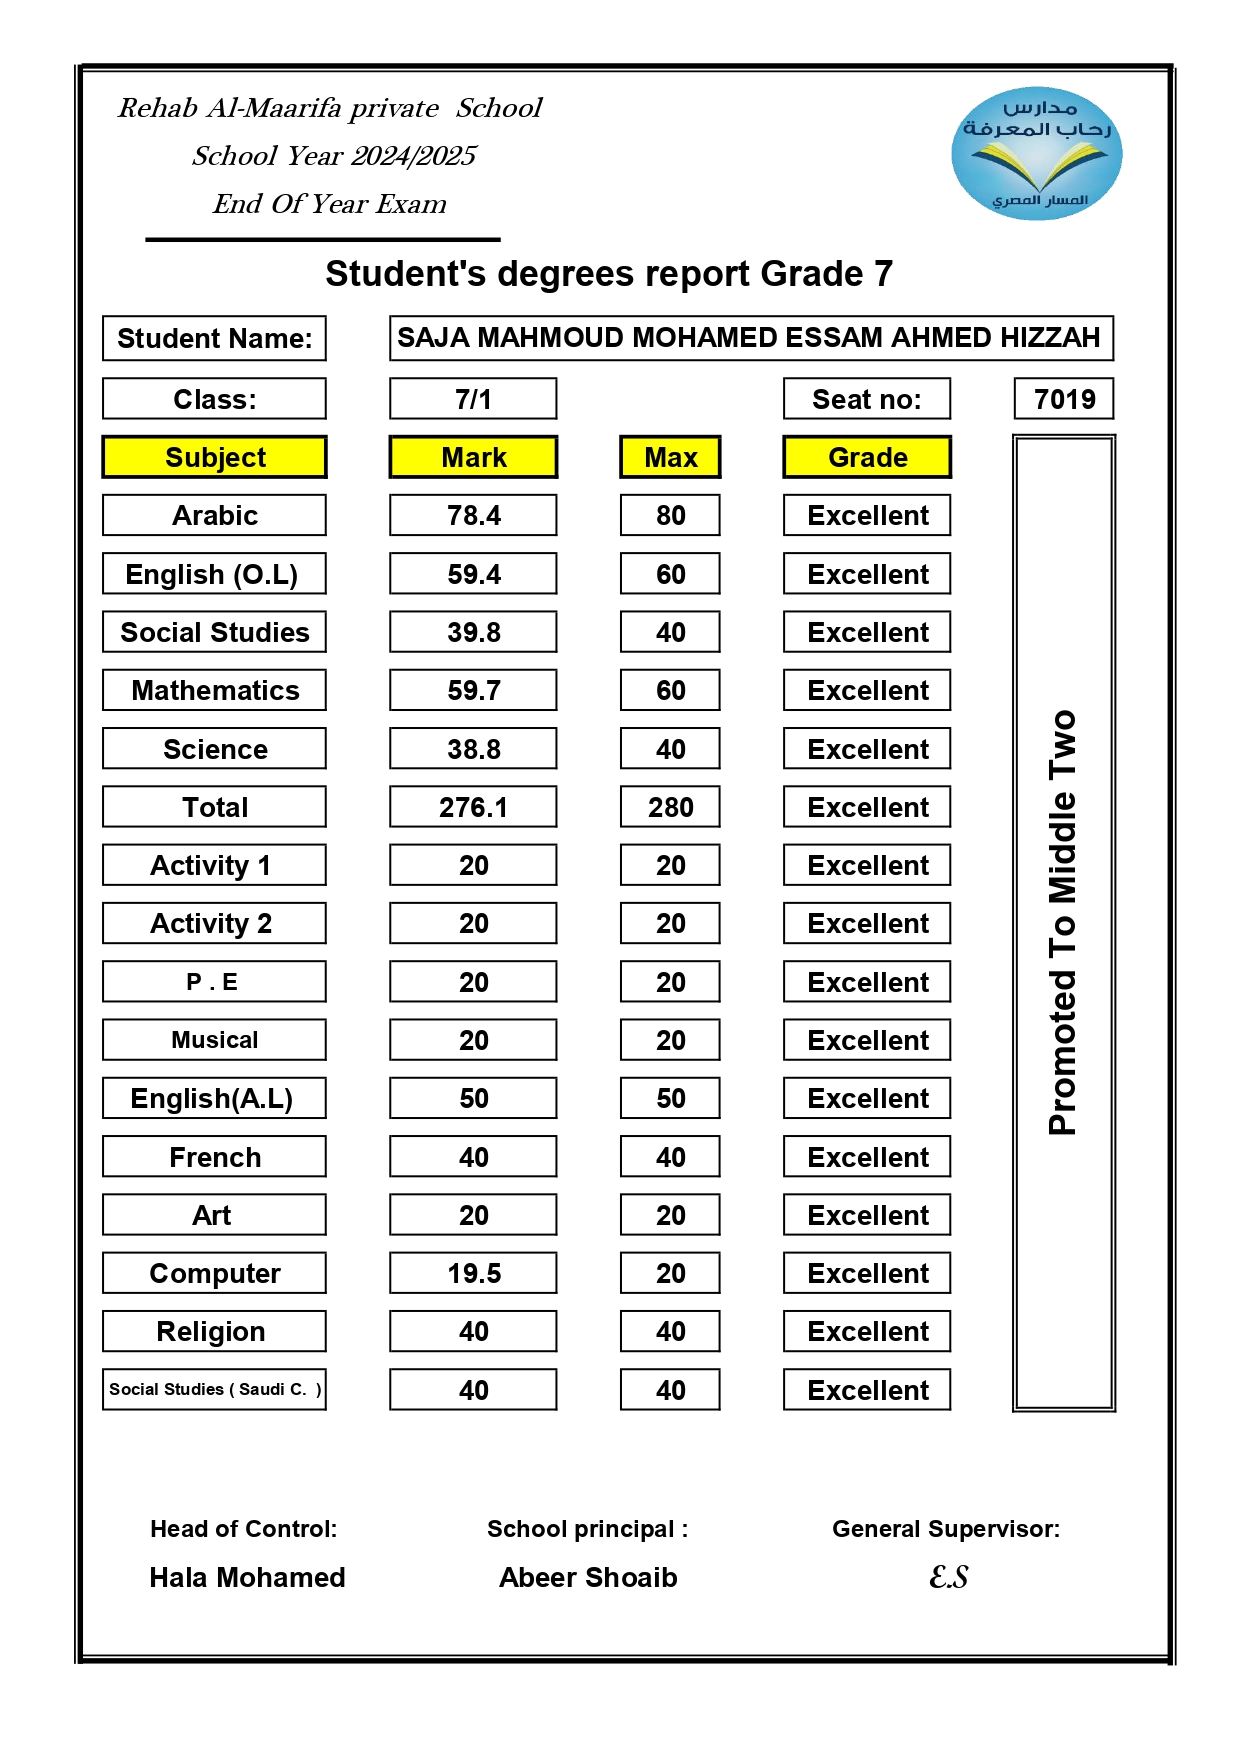 Rehab Al-Maarifa private School
School Year 2024/2025
End Of Year Exam
مدارس
رحاب المعرفة
المسار المصري
Student's degrees report Grade 7
Student Name: SAJA MAHMOUD MOHAMED ESSAM AHMED HIZZAH
Class: 7/1 Seat no: 7019
Subject Mark Max Grade
Arabic 78.4 80 Excellent
English (O.L) 59.4 60 Excellent
Social Studies 39.8 40 Excellent
Mathematics 59.7 60 Excellent
Science 38.8 40 Excellent
Total 276.1 280 Excellent
Activity 1 20 20 Excellent
Activity 2 20 20 Excellent
P . E 20 20 Excellent
Musical 20 20 Excellent
English(A.L) 50 50 Excellent
French 40 40 Excellent
Art 20 20 Excellent
Computer 19.5 20 Excellent
Religion 40 40 Excellent
Social Studies ( Saudi C. ) 40 40 Excellent
Promoted To Middle Two
Head of Control: School principal : General Supervisor:
Hala Mohamed Abeer Shoaib E.S